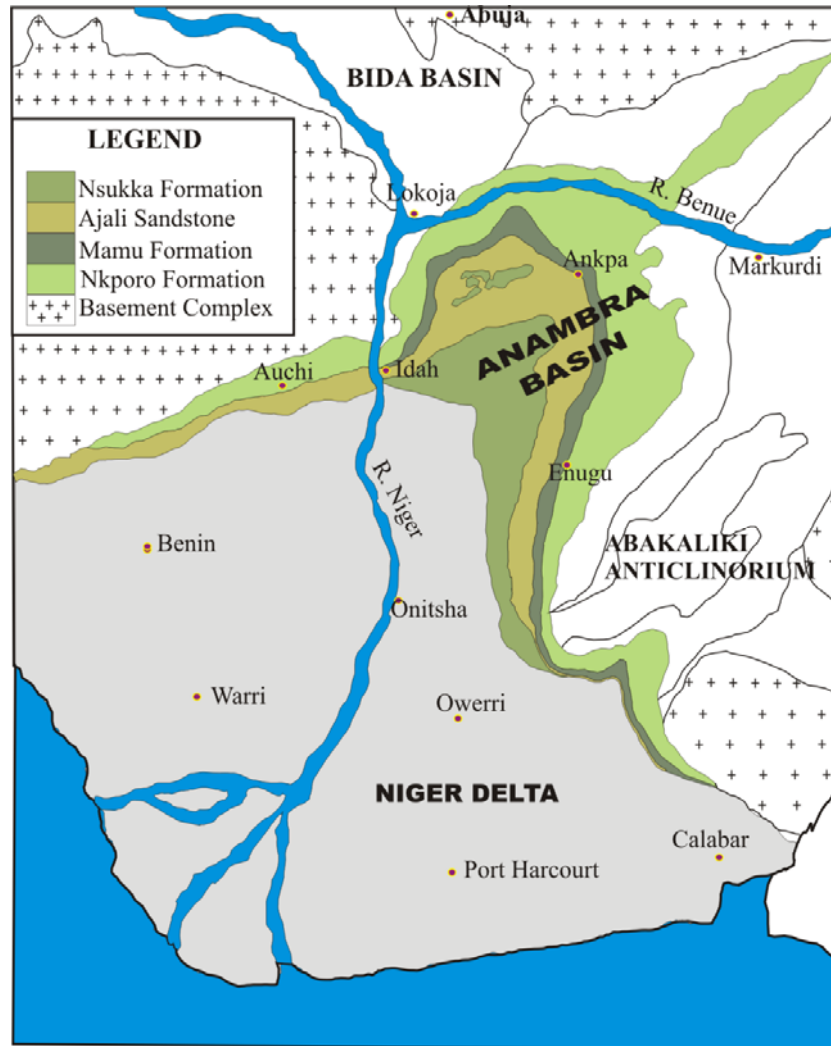 Abuja
BIDA BASIN
LEGEND
Nsukka Formation
Ajali Sandstone
Mamu Formation
Nkporo Formation
Basement Complex
Lokoja
R. Benue
Markurdi
Ankpa
ANAMBRA
BASIN
Auchi
Idah
R. Niger
Enugu
Benin
ABAKALIKI
ANTICLINORIUM
Onitsha
Warri
Owerri
NIGER DELTA
Calabar
Port Harcourt